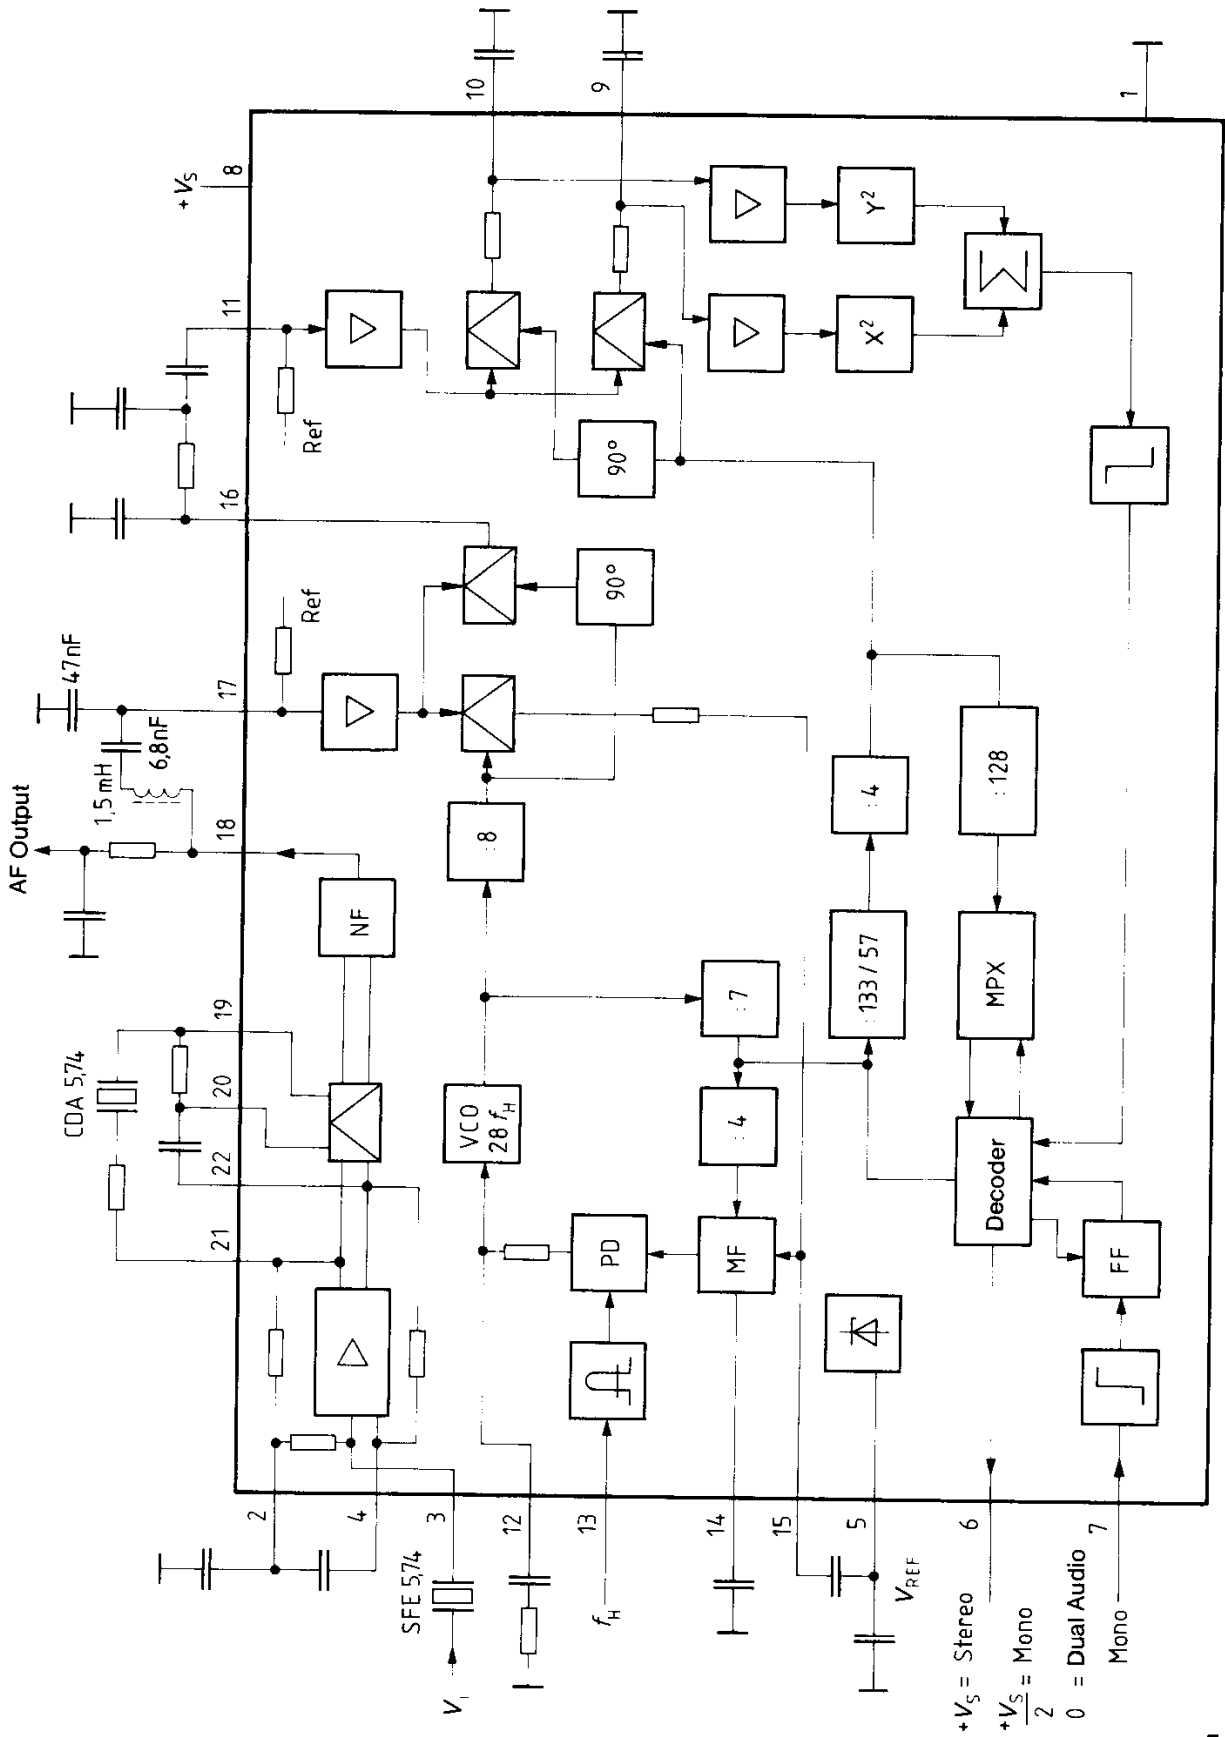 AF Output
+V_S
8
10
9
1
11
Ref
16
17
47nF
6,8nF
1,5 mH
18
19
20
22
21
CDA 5,74
NF
Ref
90°
90°
Y²
X²
Σ
: 8
: 7
: 4
: 4
: 133 / 57
: 128
MPX
VCO
28 f_H
PD
MF
Decoder
FF
2
4
3
12
13
14
15
5
6
7
SFE 5,74
V_I
f_H
V_REF
+V_S = Stereo
+V_S/2 = Mono
0 = Dual Audio
Mono